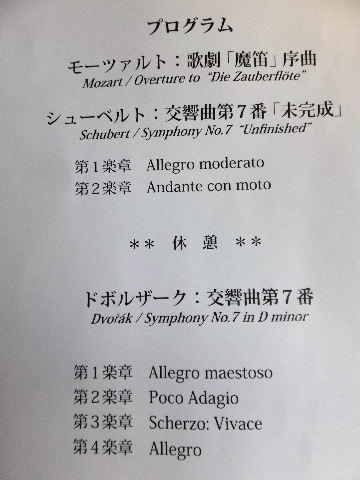 プログラム
モーツァルト：歌劇「魔笛」序曲
Mozart / Overture to "Die Zauberflöte"
シューベルト：交響曲第7番「未完成」
Schubert / Symphony No.7 "Unfinished"
第1楽章 Allegro moderato
第2楽章 Andante con moto
** 休憩 **
ドボルザーク：交響曲第7番
Dvořák / Symphony No.7 in D minor
第1楽章 Allegro maestoso
第2楽章 Poco Adagio
第3楽章 Scherzo: Vivace
第4楽章 Allegro